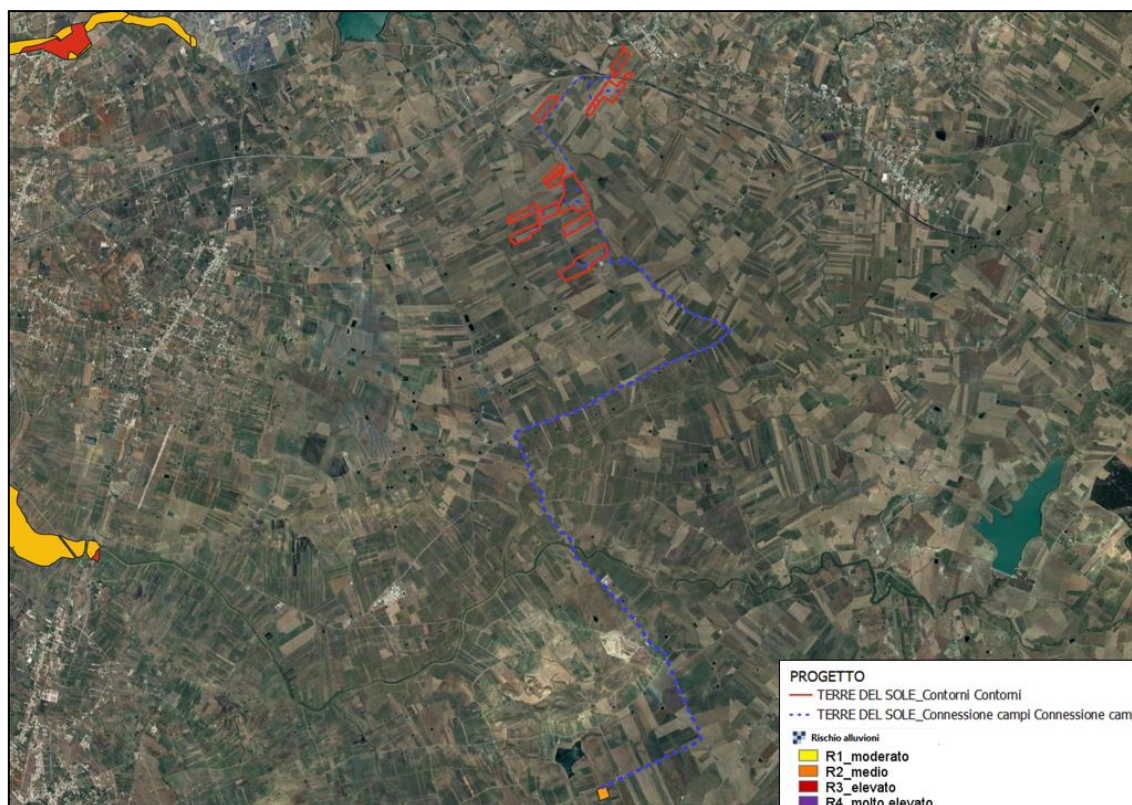 PROGETTO
TERRE DEL SOLE_Contorni Contorni
TERRE DEL SOLE_Connessione campi Connessione cam
Rischio alluvioni
R1_moderato
R2_medio
R3_elevato
R4_molto elevato